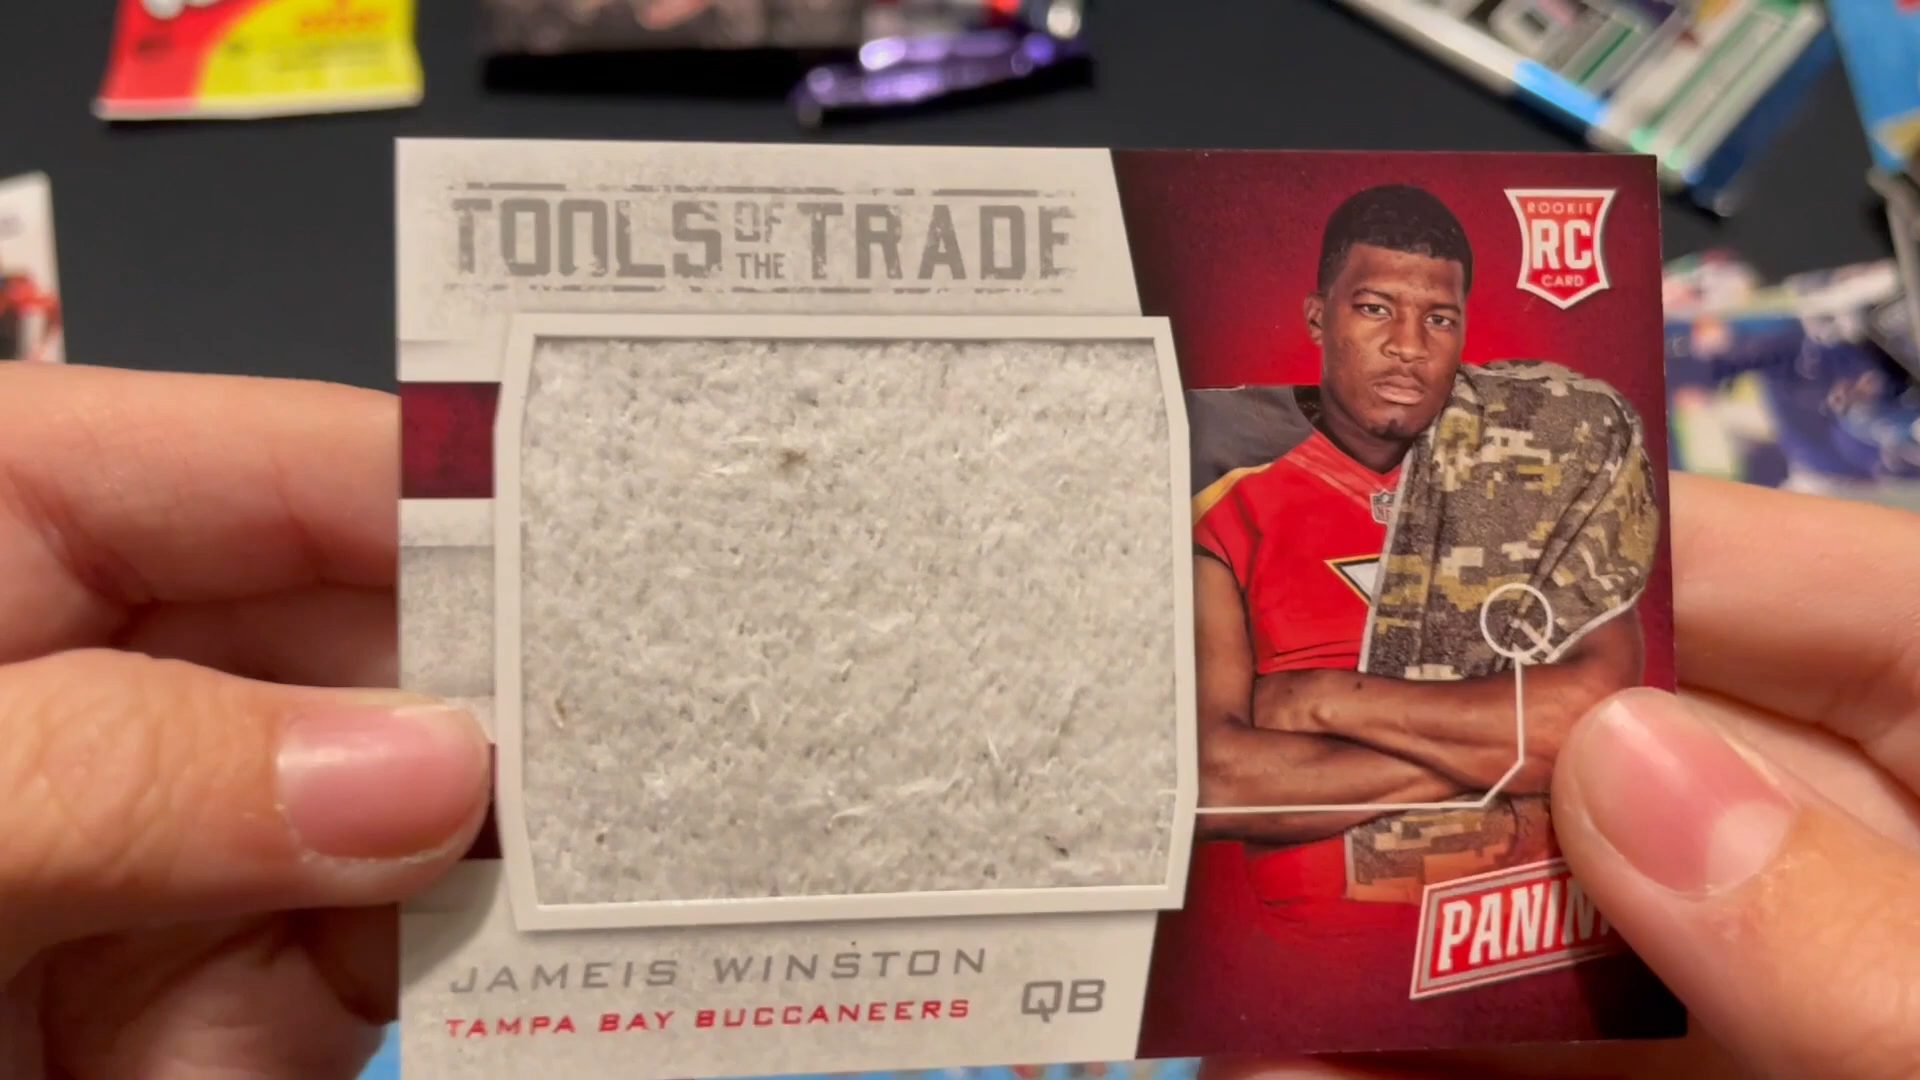 TOOLS OF THE TRADE
ROOKIE
RC
CARD
JAMEIS WINSTON
TAMPA BAY BUCCANEERS
QB
PANINI